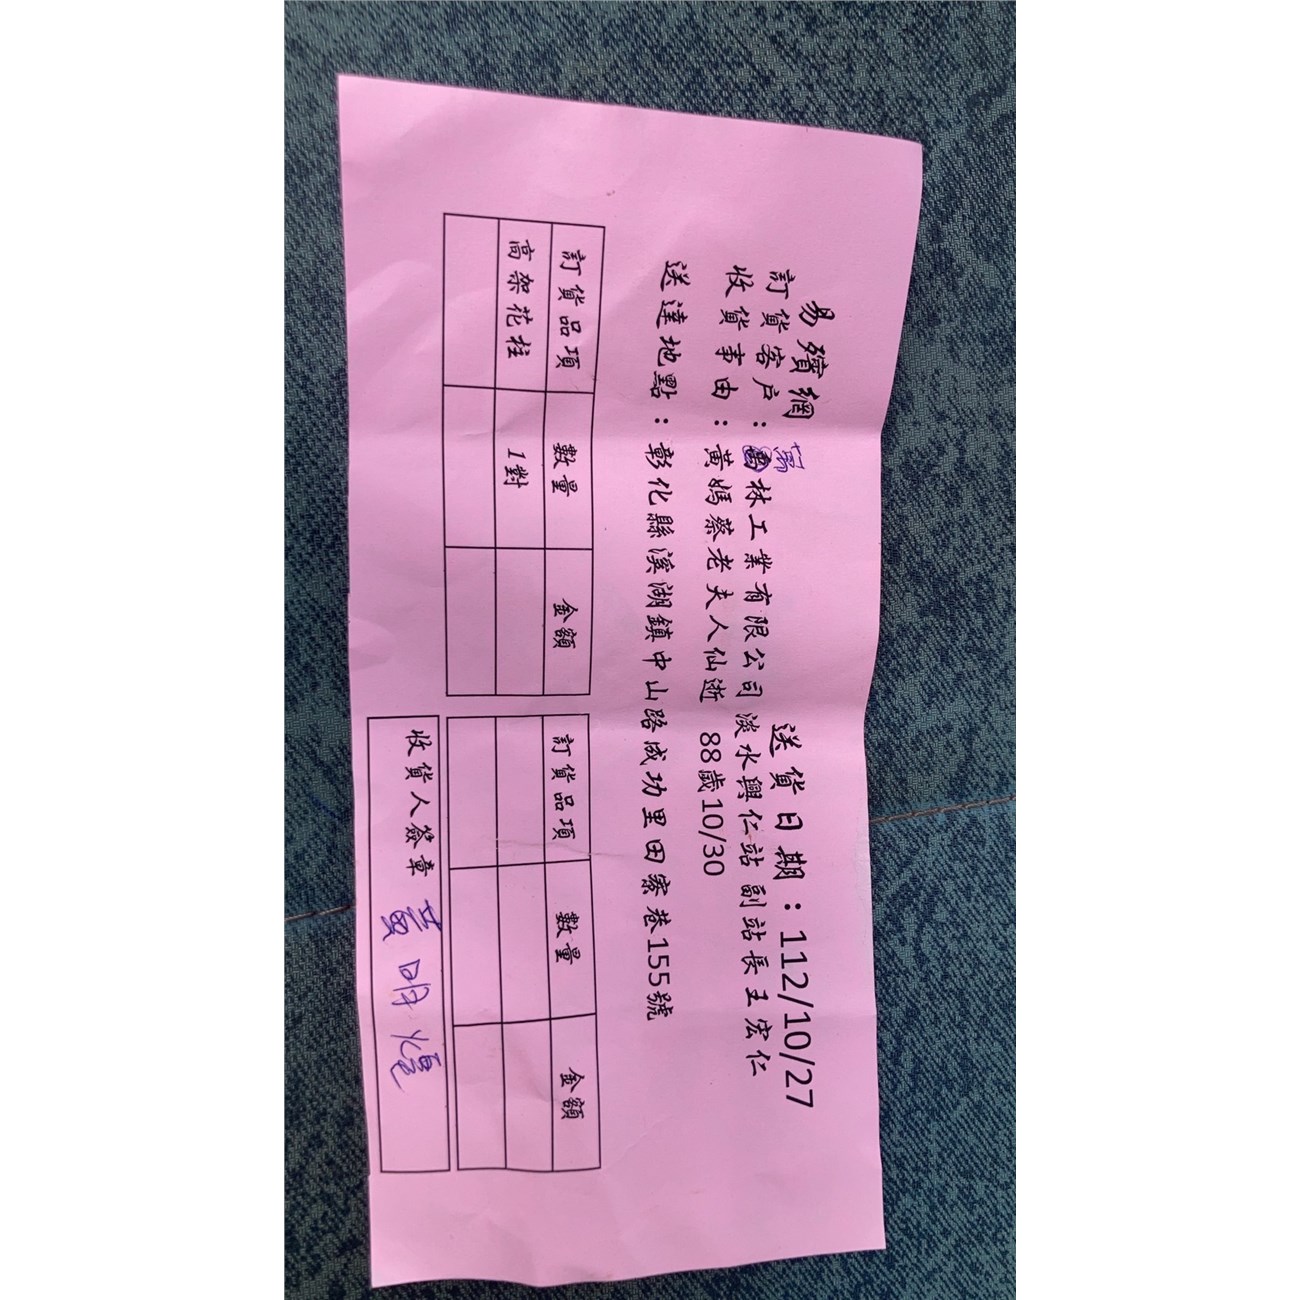 易殯網
送貨日期：112/10/27
訂貨客戶：林工業有限公司 淡水興仁站副站長王宏仁
收貨事由：黃媽蔡老夫人仙逝 88歲10/30
送達地點：彰化縣溪湖鎮中山路成功里田寮巷155號
訂貨品項 數量 金額 訂貨品項 數量 金額
高架花柱 1對
收貨人簽章 黃明